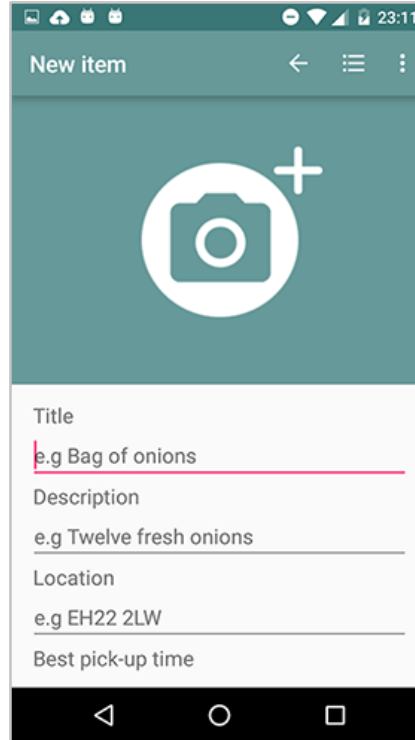 23:11
New item
Title
e.g Bag of onions
Description
e.g Twelve fresh onions
Location
e.g EH22 2LW
Best pick-up time